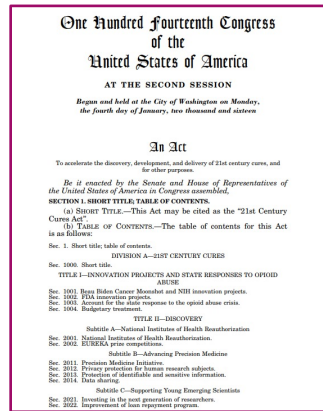 One Hundred Fourteenth Congress
of the
United States of America
AT THE SECOND SESSION
Begun and held at the City of Washington on Monday,
the fourth day of January, two thousand and sixteen
An Act
To accelerate the discovery, development, and delivery of 21st century cures, and
for other purposes.
Be it enacted by the Senate and House of Representatives of
the United States of America in Congress assembled,
SECTION 1. SHORT TITLE; TABLE OF CONTENTS.
(a) SHORT TITLE.—This Act may be cited as the “21st Century
Cures Act”.
(b) TABLE OF CONTENTS.—The table of contents for this Act
is as follows:
Sec. 1. Short title; table of contents.
DIVISION A—21ST CENTURY CURES
Sec. 1000. Short title.
TITLE I—INNOVATION PROJECTS AND STATE RESPONSES TO OPIOID
ABUSE
Sec. 1001. Beau Biden Cancer Moonshot and NIH innovation projects.
Sec. 1002. FDA innovation projects.
Sec. 1003. Account for the state response to the opioid abuse crisis.
Sec. 1004. Budgetary treatment.
TITLE II—DISCOVERY
Subtitle A—National Institutes of Health Reauthorization
Sec. 2001. National Institutes of Health Reauthorization.
Sec. 2002. EUREKA prize competitions.
Subtitle B—Advancing Precision Medicine
Sec. 2011. Precision Medicine Initiative.
Sec. 2012. Privacy protection for human research subjects.
Sec. 2013. Protection of identifiable and sensitive information.
Sec. 2014. Data sharing.
Subtitle C—Supporting Young Emerging Scientists
Sec. 2021. Investing in the next generation of researchers.
Sec. 2022. Improvement of loan repayment program.